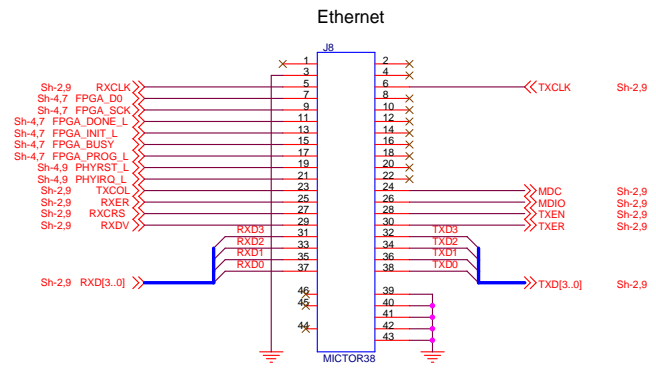 Ethernet
J8
1 2
3 4
Sh-2,9 RXCLK 5 6 TXCLK Sh-2,9
Sh-4,7 FPGA_D0 7 8
Sh-4,7 FPGA_SCK 9 10
Sh-4,7 FPGA_DONE_L 11 12
Sh-4,7 FPGA_INIT_L 13 14
Sh-4,7 FPGA_BUSY 15 16
Sh-4,7 FPGA_PROG_L 17 18
Sh-4,9 PHYRST_L 19 20
Sh-4,9 PHYIRQ_L 21 22
Sh-2,9 TXCOL 23 24 MDC Sh-2,9
Sh-2,9 RXER 25 26 MDIO Sh-2,9
Sh-2,9 RXCRS 27 28 TXEN Sh-2,9
Sh-2,9 RXDV 29 30 TXER Sh-2,9
RXD3 31 32 TXD3
RXD2 33 34 TXD2
RXD1 35 36 TXD1
RXD0 37 38 TXD0
Sh-2,9 RXD[3..0] TXD[3..0] Sh-2,9
46 39
45 40
41
44 42
43
MICTOR38